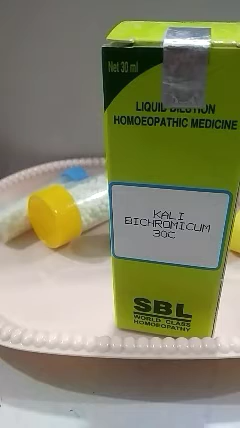 Net 30 ml
LIQUID DILUTION
HOMOEOPATHIC MEDICINE
KALI
BICHROMICUM
30C
SBL
WORLD CLASS
HOMOEOPATHY